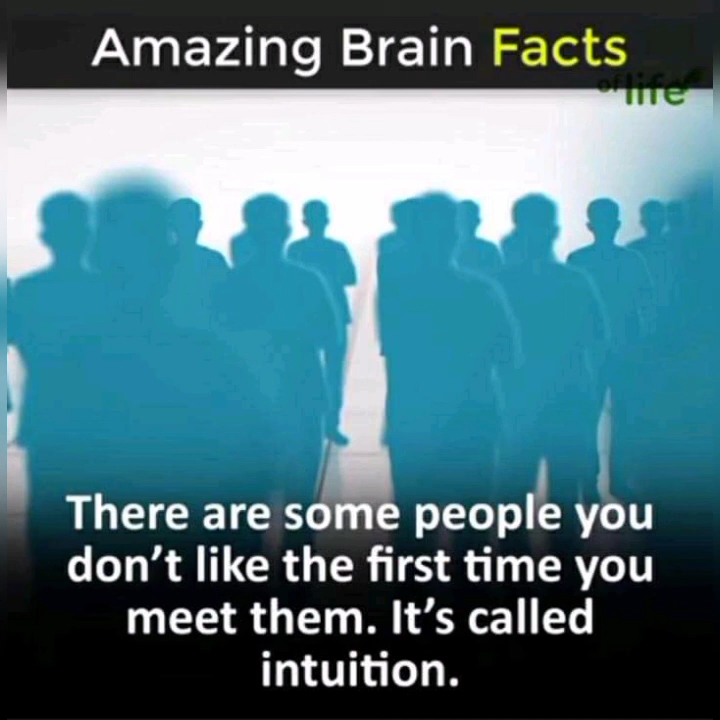 Amazing Brain Facts
of life
There are some people you
don't like the first time you
meet them. It's called
intuition.